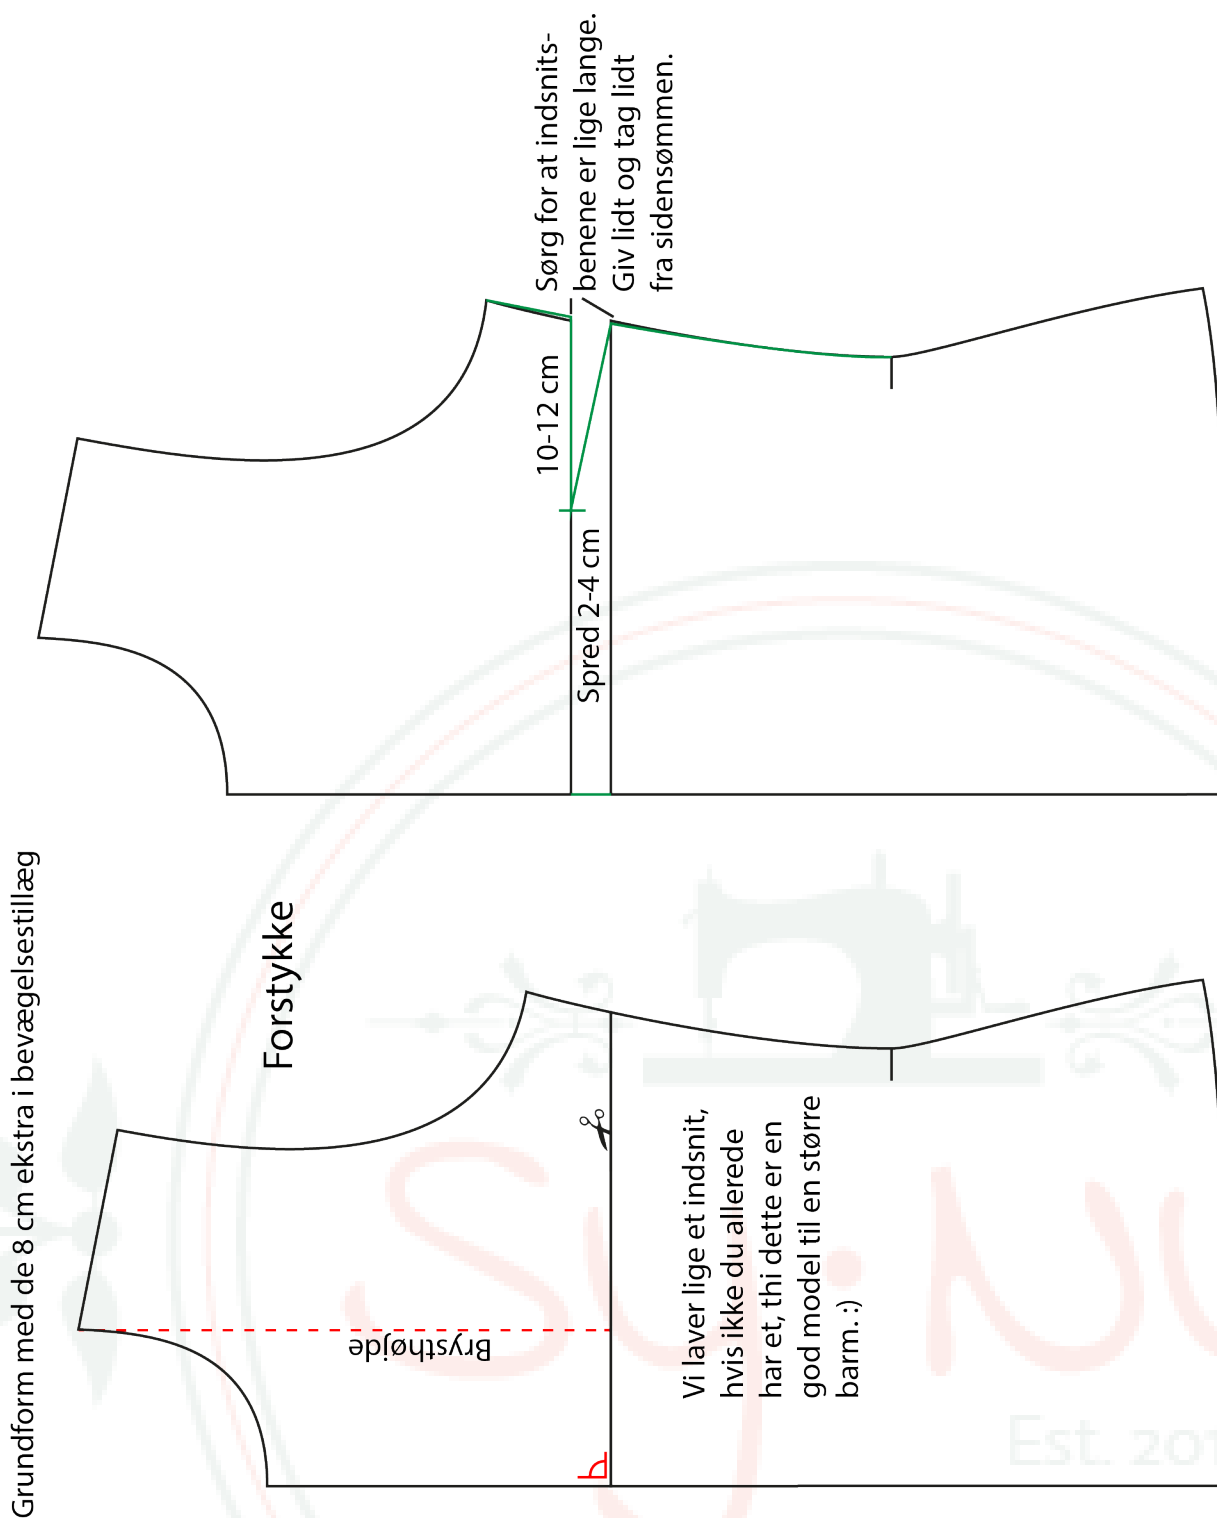 Grundform med de 8 cm ekstra i bevægelsestillæg
Forstykke
Brysthøjde
Vi laver lige et indsnit,
hvis ikke du allerede
har et, thi dette er en
god model til en større
barm. :)
10-12 cm
Spred 2-4 cm
Sørg for at indsnits-
benene er lige lange.
Giv lidt og tag lidt
fra sidensømmen.
Est. 201